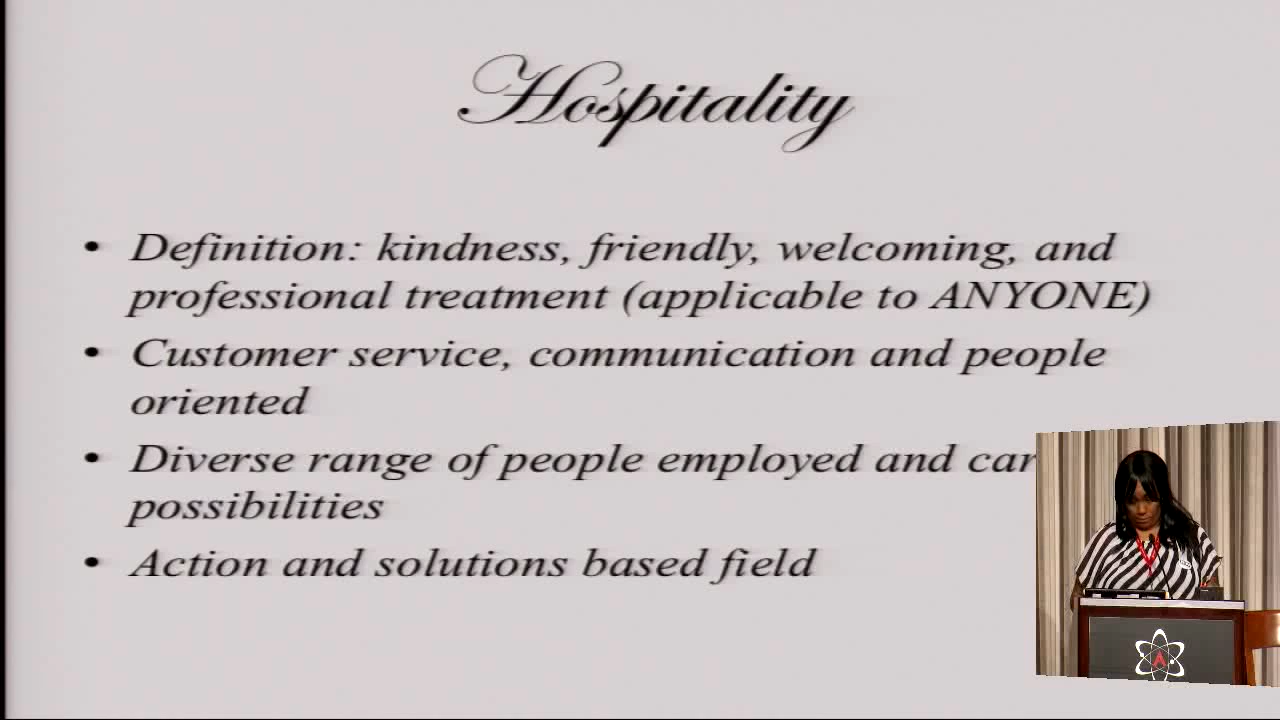 Hospitality
• Definition: kindness, friendly, welcoming, and
professional treatment (applicable to ANYONE)
• Customer service, communication and people
oriented
• Diverse range of people employed and car
possibilities
• Action and solutions based field
A